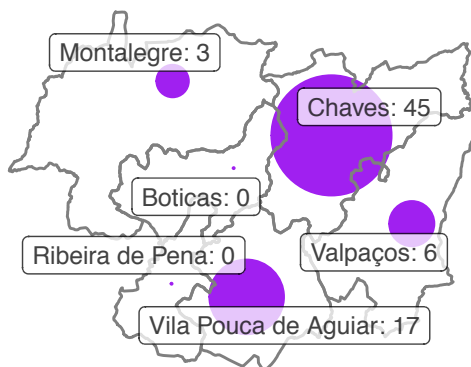 Montalegre: 3
Chaves: 45
Boticas: 0
Ribeira de Pena: 0
Valpaços: 6
Vila Pouca de Aguiar: 17